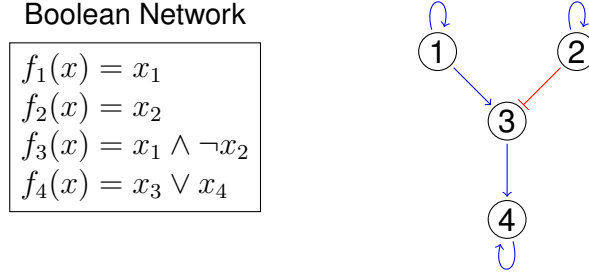 Boolean Network
f₁(x) = x₁
f₂(x) = x₂
f₃(x) = x₁ ∧ ¬x₂
f₄(x) = x₃ ∨ x₄
1
2
3
4